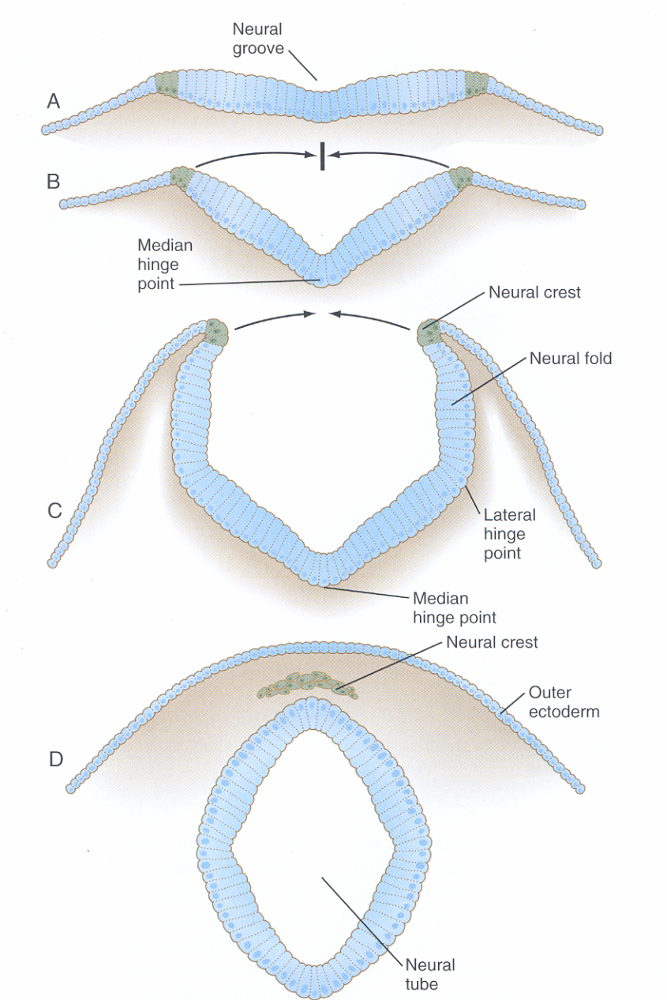 Neural
groove
A
B
Median
hinge
point
Neural crest
Neural fold
C
Lateral
hinge
point
Median
hinge point
Neural crest
Outer
ectoderm
D
Neural
tube